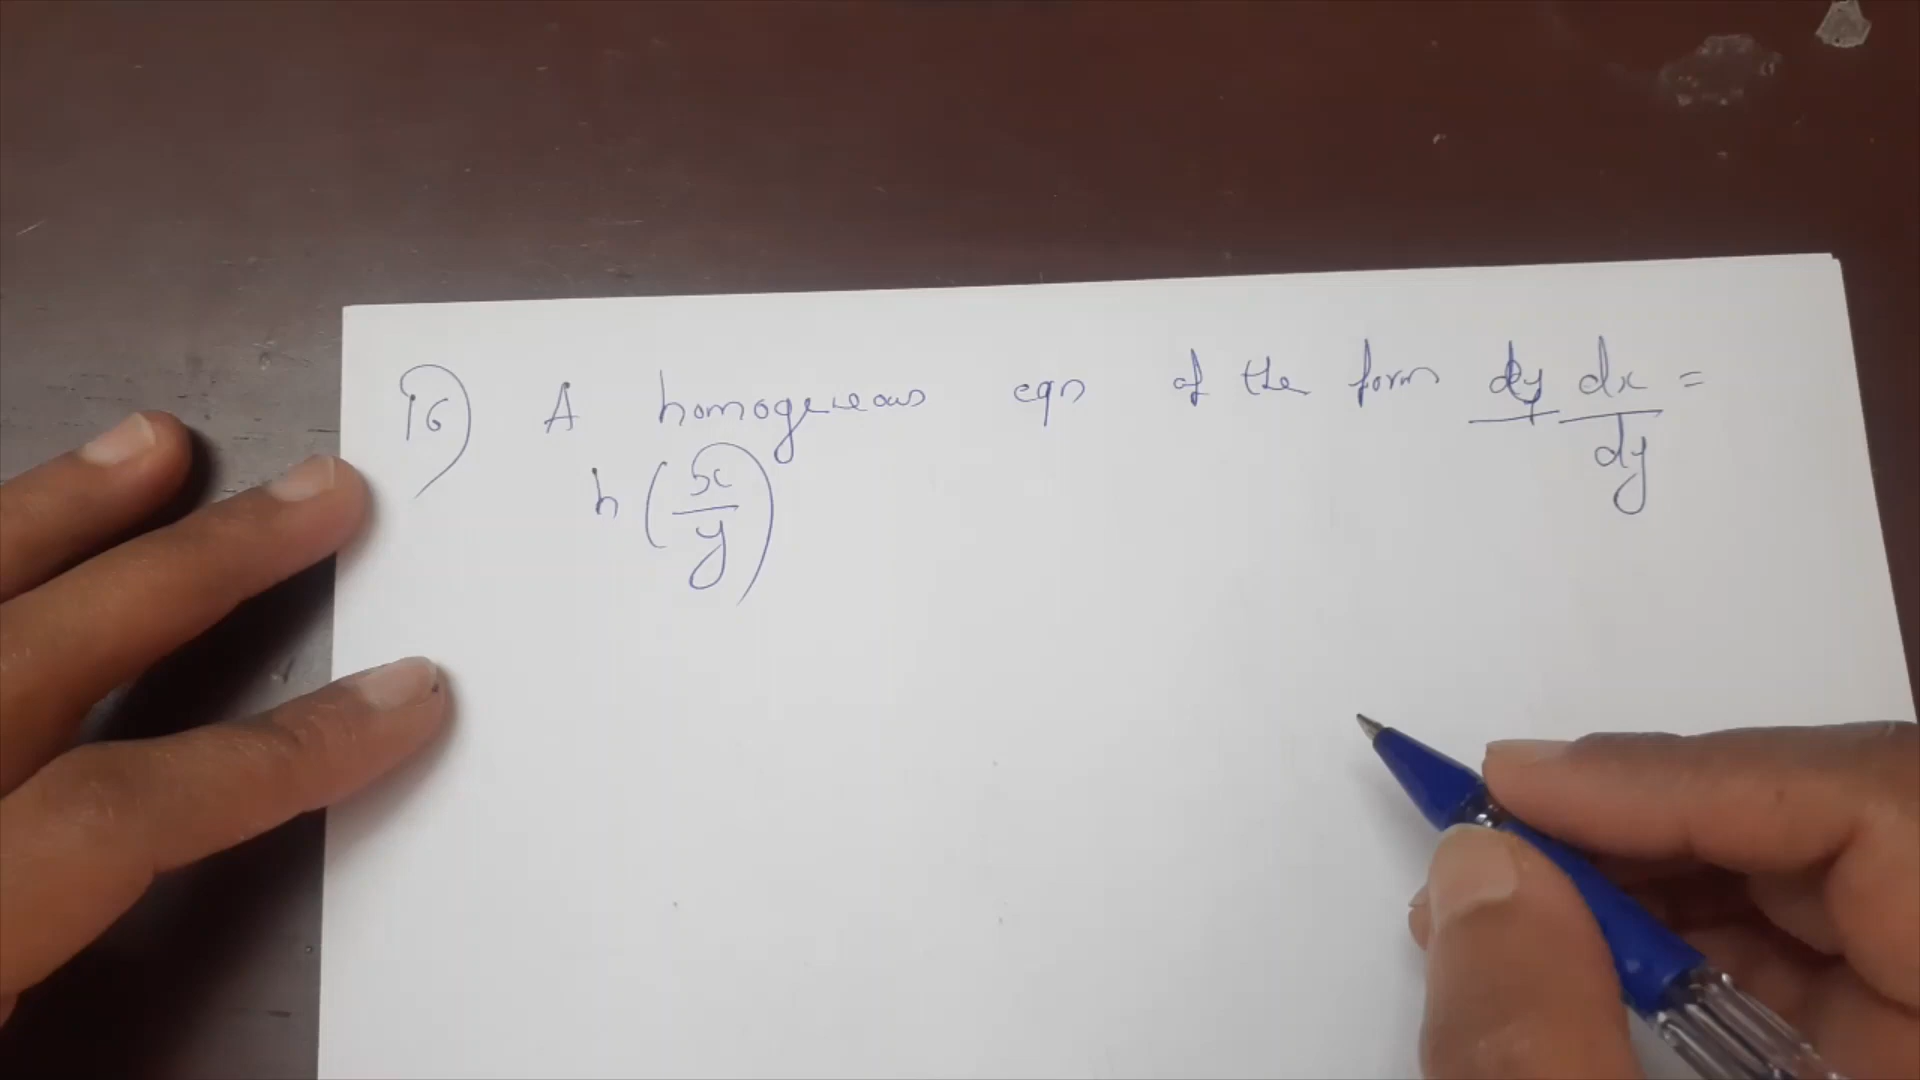 16) A homogeneous eqn of the form dy dx =
dy
h ( x
y )